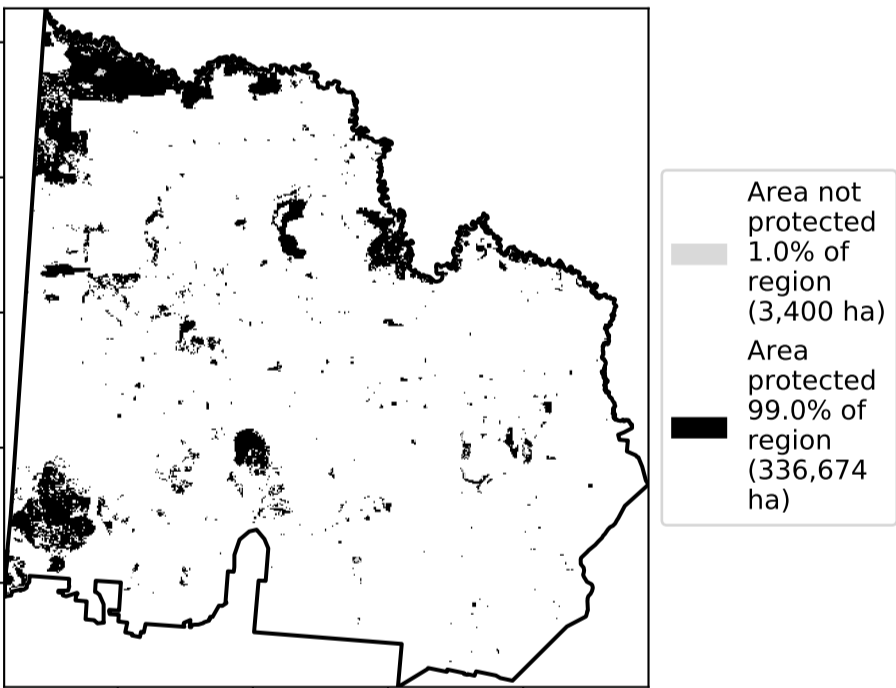 Area not
protected
1.0% of
region
(3,400 ha)
Area
protected
99.0% of
region
(336,674
ha)